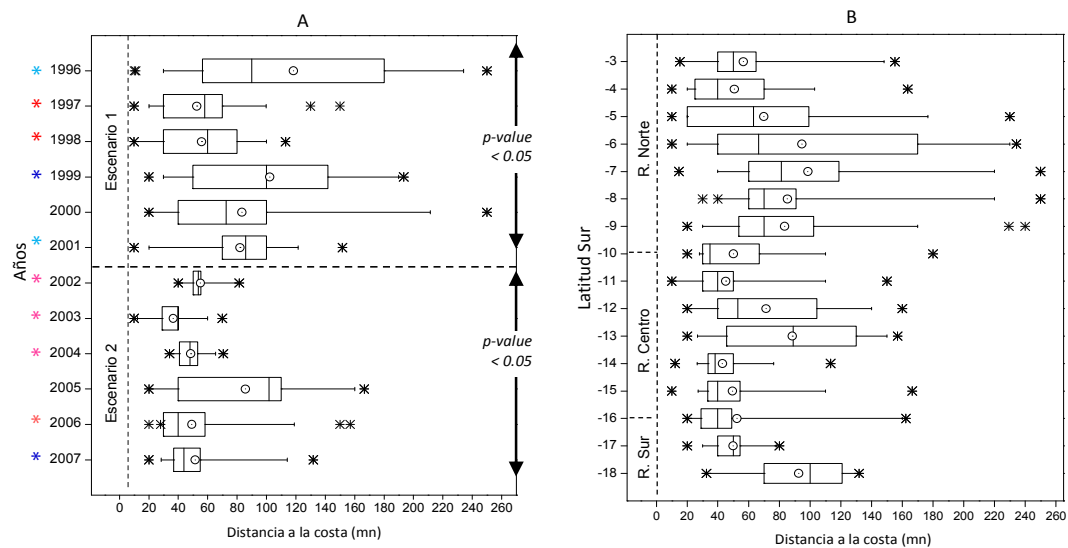 A
Años
* 1996
* 1997
* 1998
* 1999
2000
* 2001
* 2002
* 2003
* 2004
2005
* 2006
* 2007
Escenario 1
Escenario 2
p-value
< 0.05
p-value
< 0.05
0 20 40 60 80 100 120 140 160 180 200 220 240 260
Distancia a la costa (mn)
B
Latitud Sur
-3
-4
-5
-6
-7
-8
-9
-10
-11
-12
-13
-14
-15
-16
-17
-18
R. Norte
R. Centro
R. Sur
0 20 40 60 80 100 120 140 160 180 200 220 240 260
Distancia a la costa (mn)